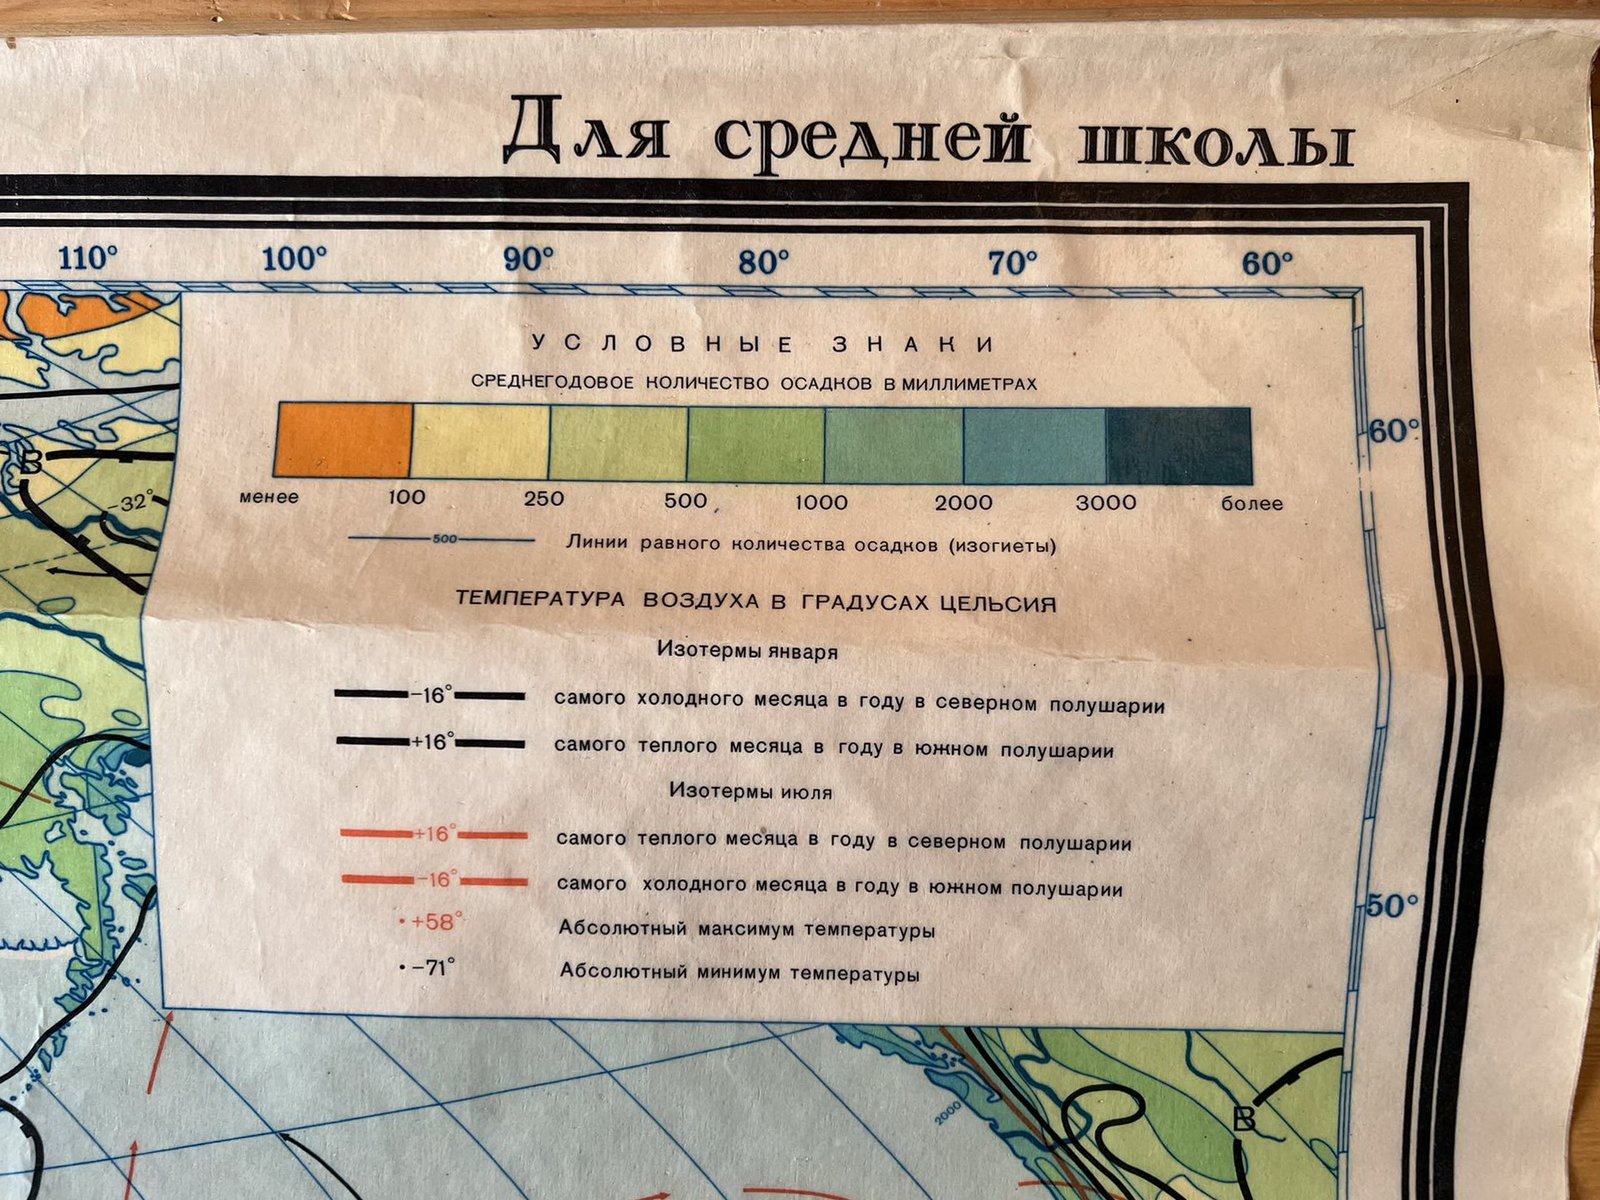 Для средней школы
110° 100° 90° 80° 70° 60°
УСЛОВНЫЕ ЗНАКИ
СРЕДНЕГОДОВОЕ КОЛИЧЕСТВО ОСАДКОВ В МИЛЛИМЕТРАХ
менее 100 250 500 1000 2000 3000 более
500 Линии равного количества осадков (изогиеты)
ТЕМПЕРАТУРА ВОЗДУХА В ГРАДУСАХ ЦЕЛЬСИЯ
Изотермы января
−16° самого холодного месяца в году в северном полушарии
+16° самого теплого месяца в году в южном полушарии
Изотермы июля
+16° самого теплого месяца в году в северном полушарии
−16° самого холодного месяца в году в южном полушарии
+58° Абсолютный максимум температуры
−71° Абсолютный минимум температуры
60°
50°
В
−32°
2000
В